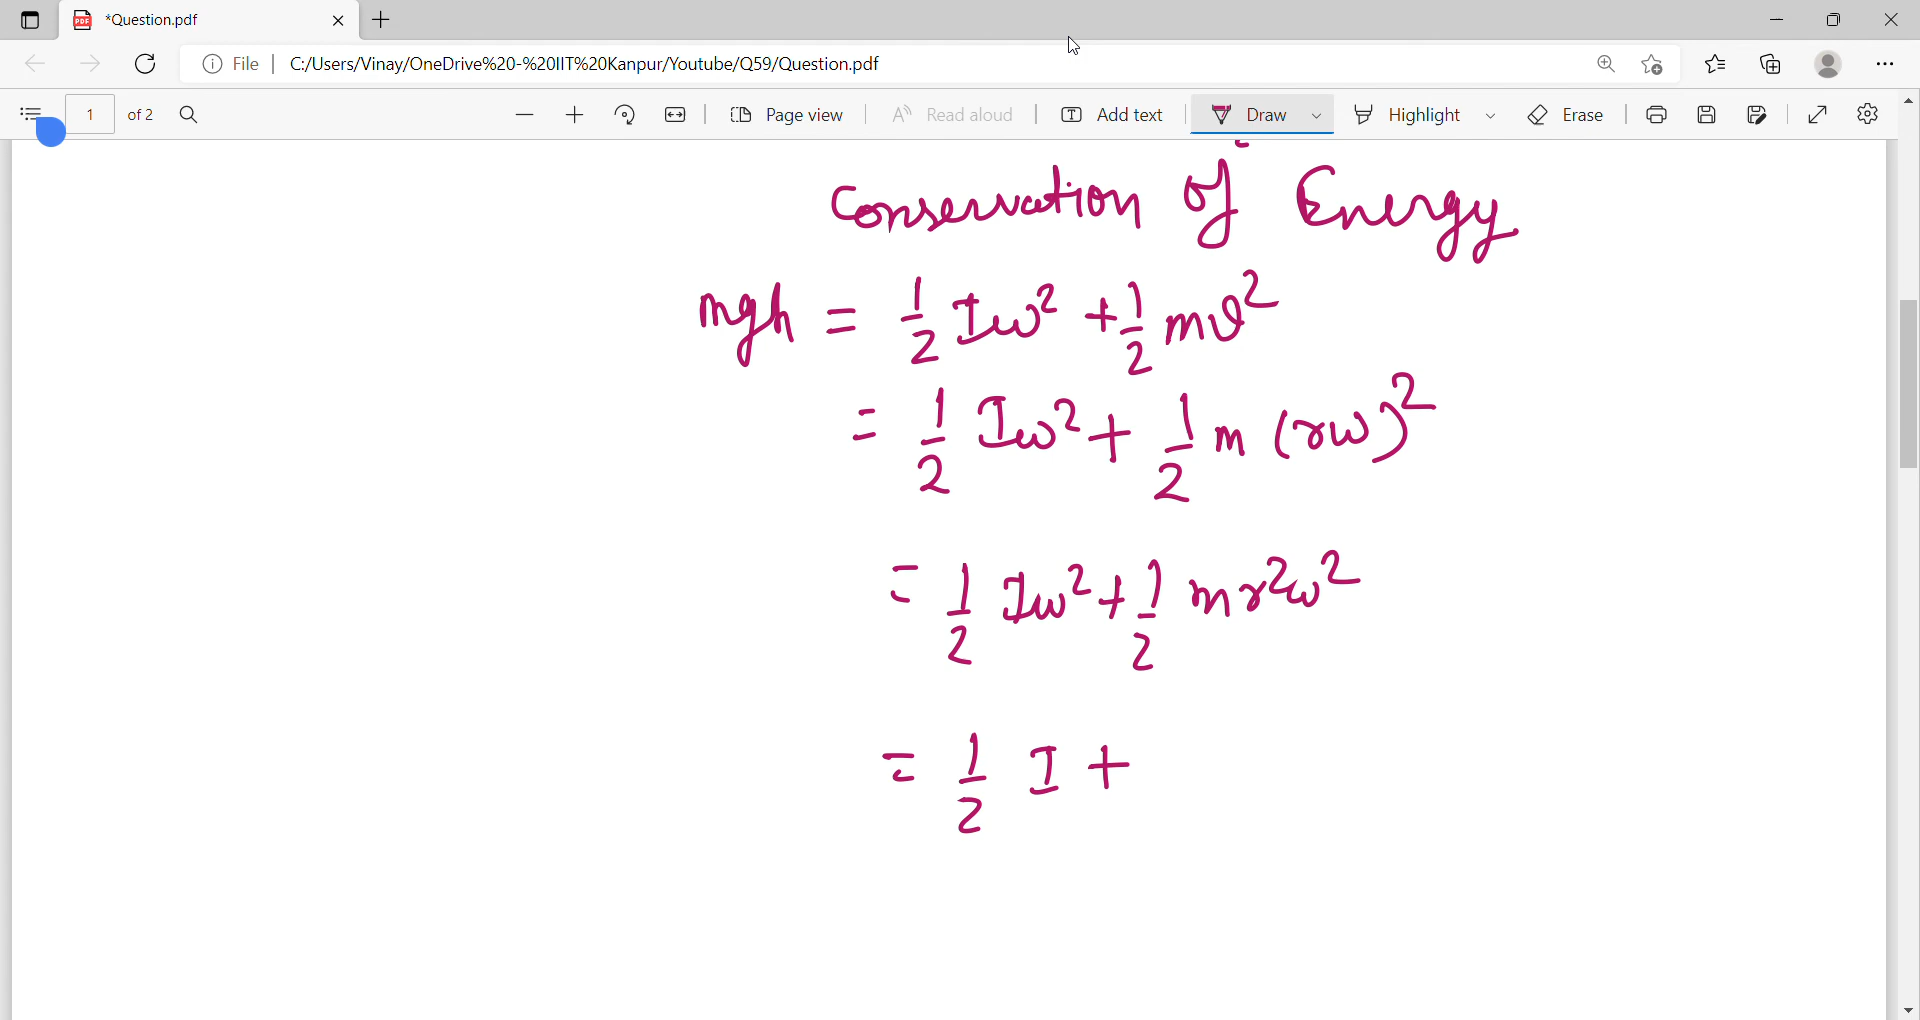 *Question.pdf
File | C:/Users/Vinay/OneDrive%20-%20IIT%20Kanpur/Youtube/Q59/Question.pdf
1 of 2 Page view Read aloud Add text Draw Highlight Erase
Conservation of Energy
mgh = 1/2 Iω² + 1/2 mv²
= 1/2 Iω² + 1/2 m (rω)²
= 1/2 Iω² + 1/2 mr²ω²
= 1/2 I +